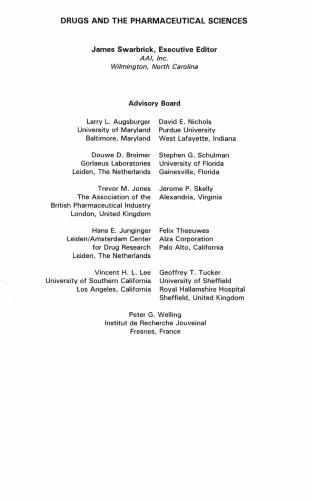 DRUGS AND THE PHARMACEUTICAL SCIENCES
James Swarbrick, Executive Editor
AAI, Inc.
Wilmington, North Carolina
Advisory Board
Larry L. Augsburger
University of Maryland
Baltimore, Maryland
David E. Nichols
Purdue University
West Lafayette, Indiana
Douwe D. Breimer
Gorlaeus Laboratories
Leiden, The Netherlands
Stephen G. Schulman
University of Florida
Gainesville, Florida
Trevor M. Jones
The Association of the
British Pharmaceutical Industry
London, United Kingdom
Jerome P. Skelly
Alexandria, Virginia
Hans E. Junginger
Leiden/Amsterdam Center
for Drug Research
Leiden, The Netherlands
Felix Theeuwes
Alza Corporation
Palo Alto, California
Vincent H. L. Lee
University of Southern California
Los Angeles, California
Geoffrey T. Tucker
University of Sheffield
Royal Hallamshire Hospital
Sheffield, United Kingdom
Peter G. Welling
Institut de Recherche Jouveinal
Fresnes, France